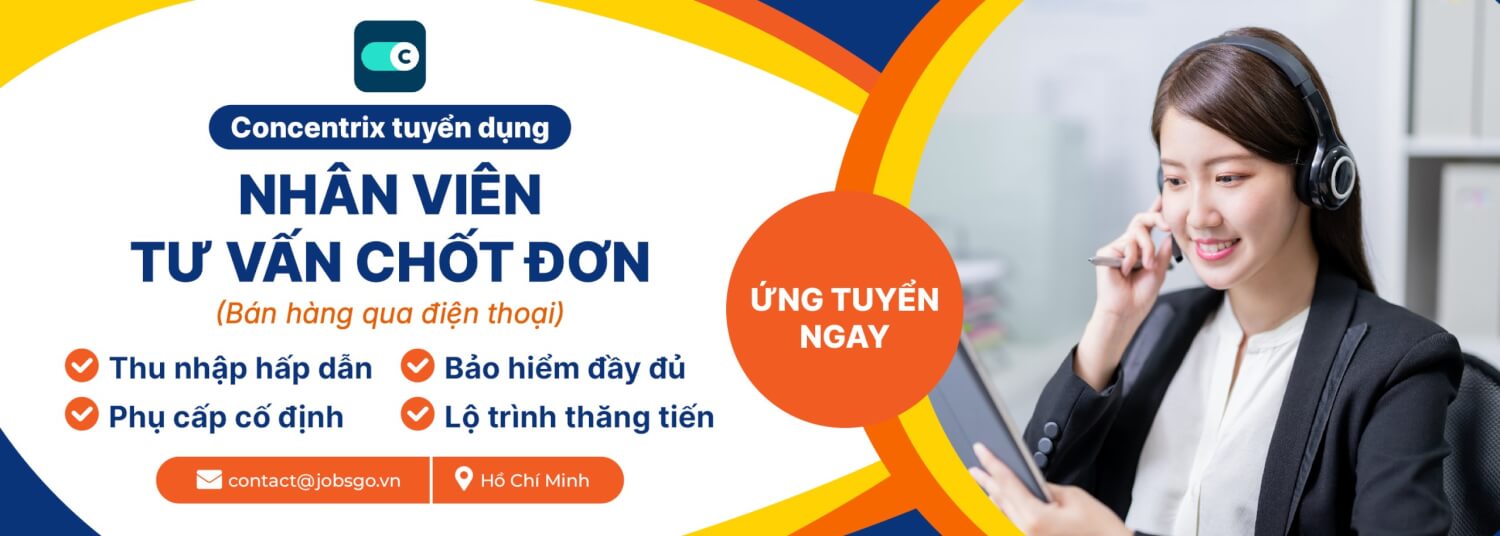 C
Concentrix tuyển dụng
NHÂN VIÊN
TƯ VẤN CHỐT ĐƠN
(Bán hàng qua điện thoại)
Thu nhập hấp dẫn
Bảo hiểm đầy đủ
Phụ cấp cố định
Lộ trình thăng tiến
contact@jobsgo.vn
Hồ Chí Minh
ỨNG TUYỂN
NGAY